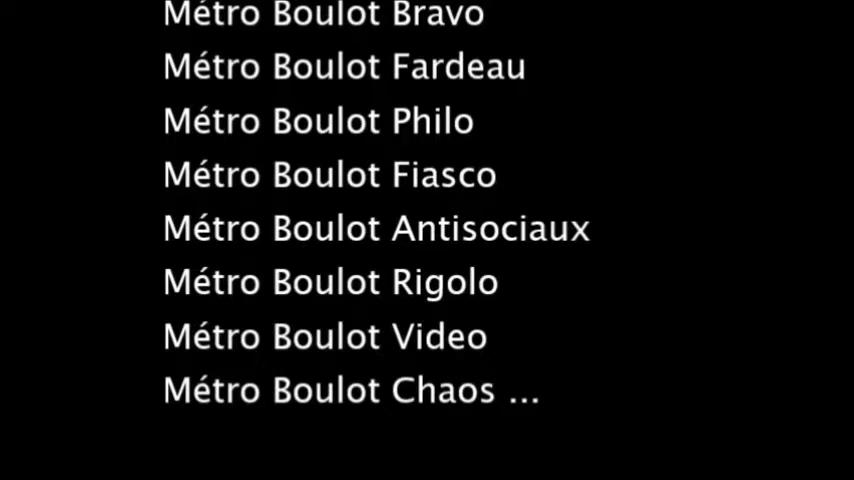 Métro Boulot Bravo
Métro Boulot Fardeau
Métro Boulot Philo
Métro Boulot Fiasco
Métro Boulot Antisociaux
Métro Boulot Rigolo
Métro Boulot Video
Métro Boulot Chaos ...